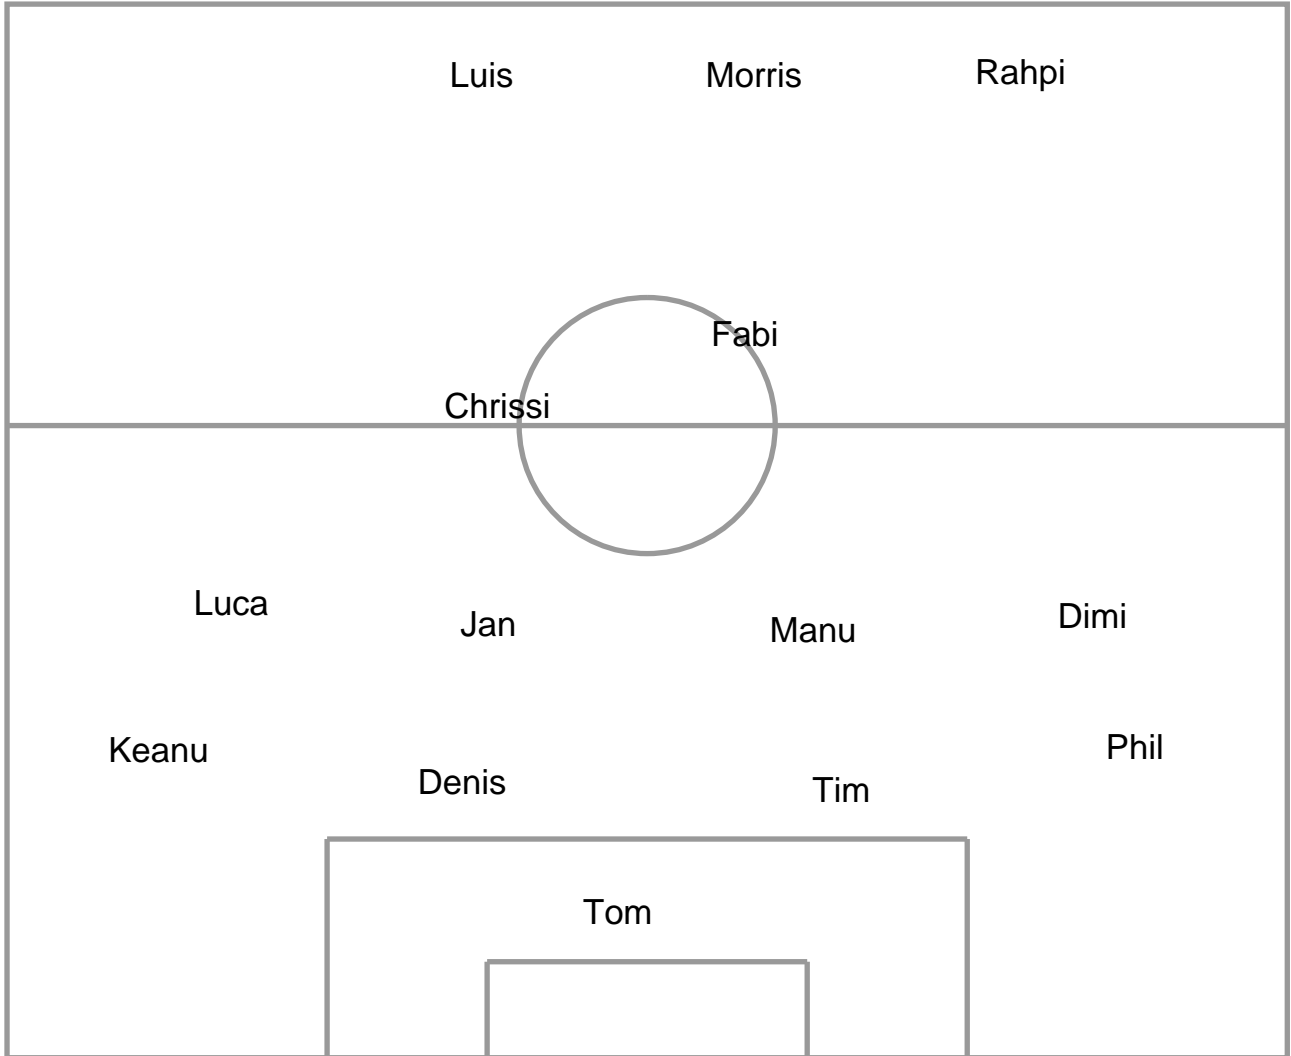 Luis Morris Rahpi
Fabi
Chrissi
Luca Jan Manu Dimi
Keanu Phil
Denis Tim
Tom